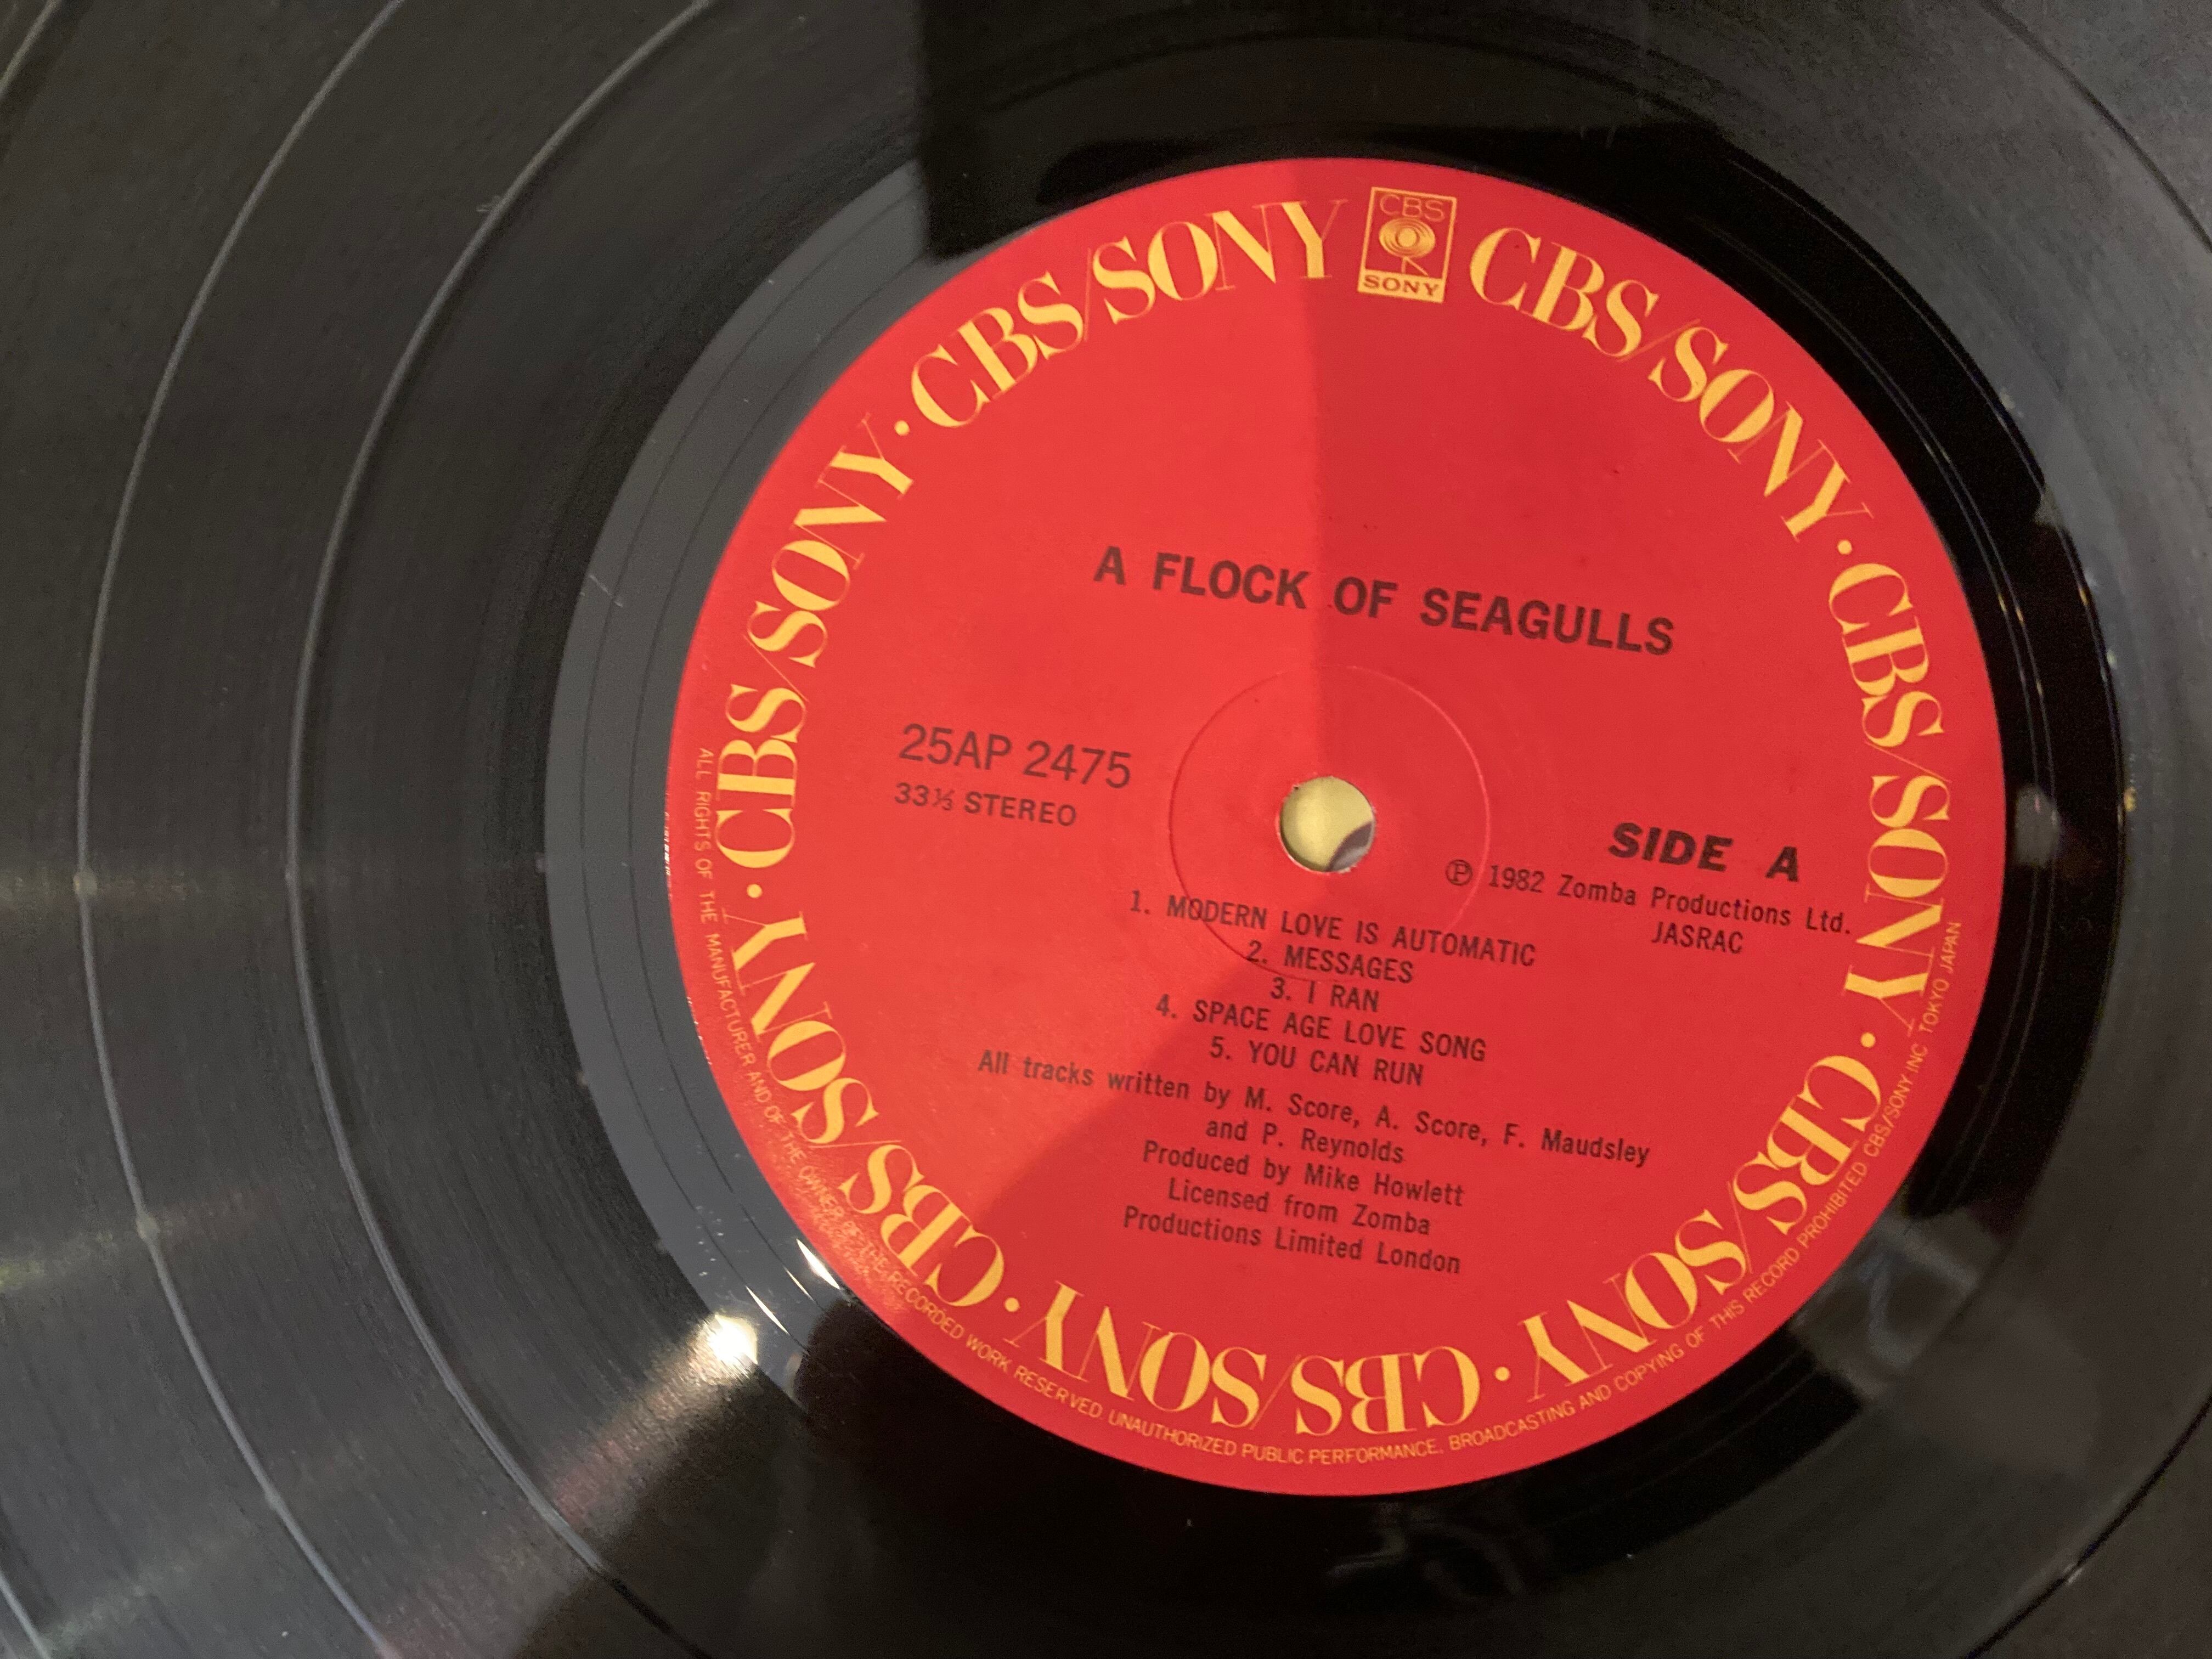 CBS
SONY
CBS/SONY · CBS/SONY · CBS/SONY · CBS/SONY · CBS/SONY · CBS/SONY · CBS/SONY · CBS/SONY
A FLOCK OF SEAGULLS
25AP 2475
33⅓ STEREO
SIDE A
Ⓟ 1982 Zomba Productions Ltd.
JASRAC
1. MODERN LOVE IS AUTOMATIC
2. MESSAGES
3. I RAN
4. SPACE AGE LOVE SONG
5. YOU CAN RUN
All tracks written by M. Score, A. Score, F. Maudsley
and P. Reynolds
Produced by Mike Howlett
Licensed from Zomba
Productions Limited London
ALL RIGHTS OF THE MANUFACTURER AND OF THE OWNER OF THE RECORDED WORK RESERVED. UNAUTHORIZED PUBLIC PERFORMANCE, BROADCASTING AND COPYING OF THIS RECORD PROHIBITED. CBS/SONY INC. TOKYO JAPAN